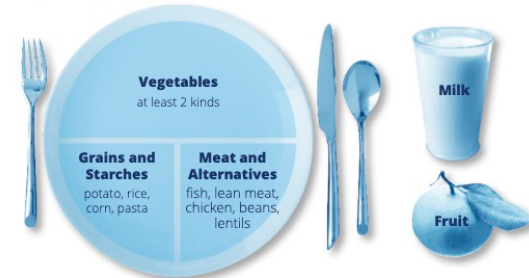 Vegetables
at least 2 kinds
Grains and
Starches
potato, rice,
corn, pasta
Meat and
Alternatives
fish, lean meat,
chicken, beans,
lentils
Milk
Fruit